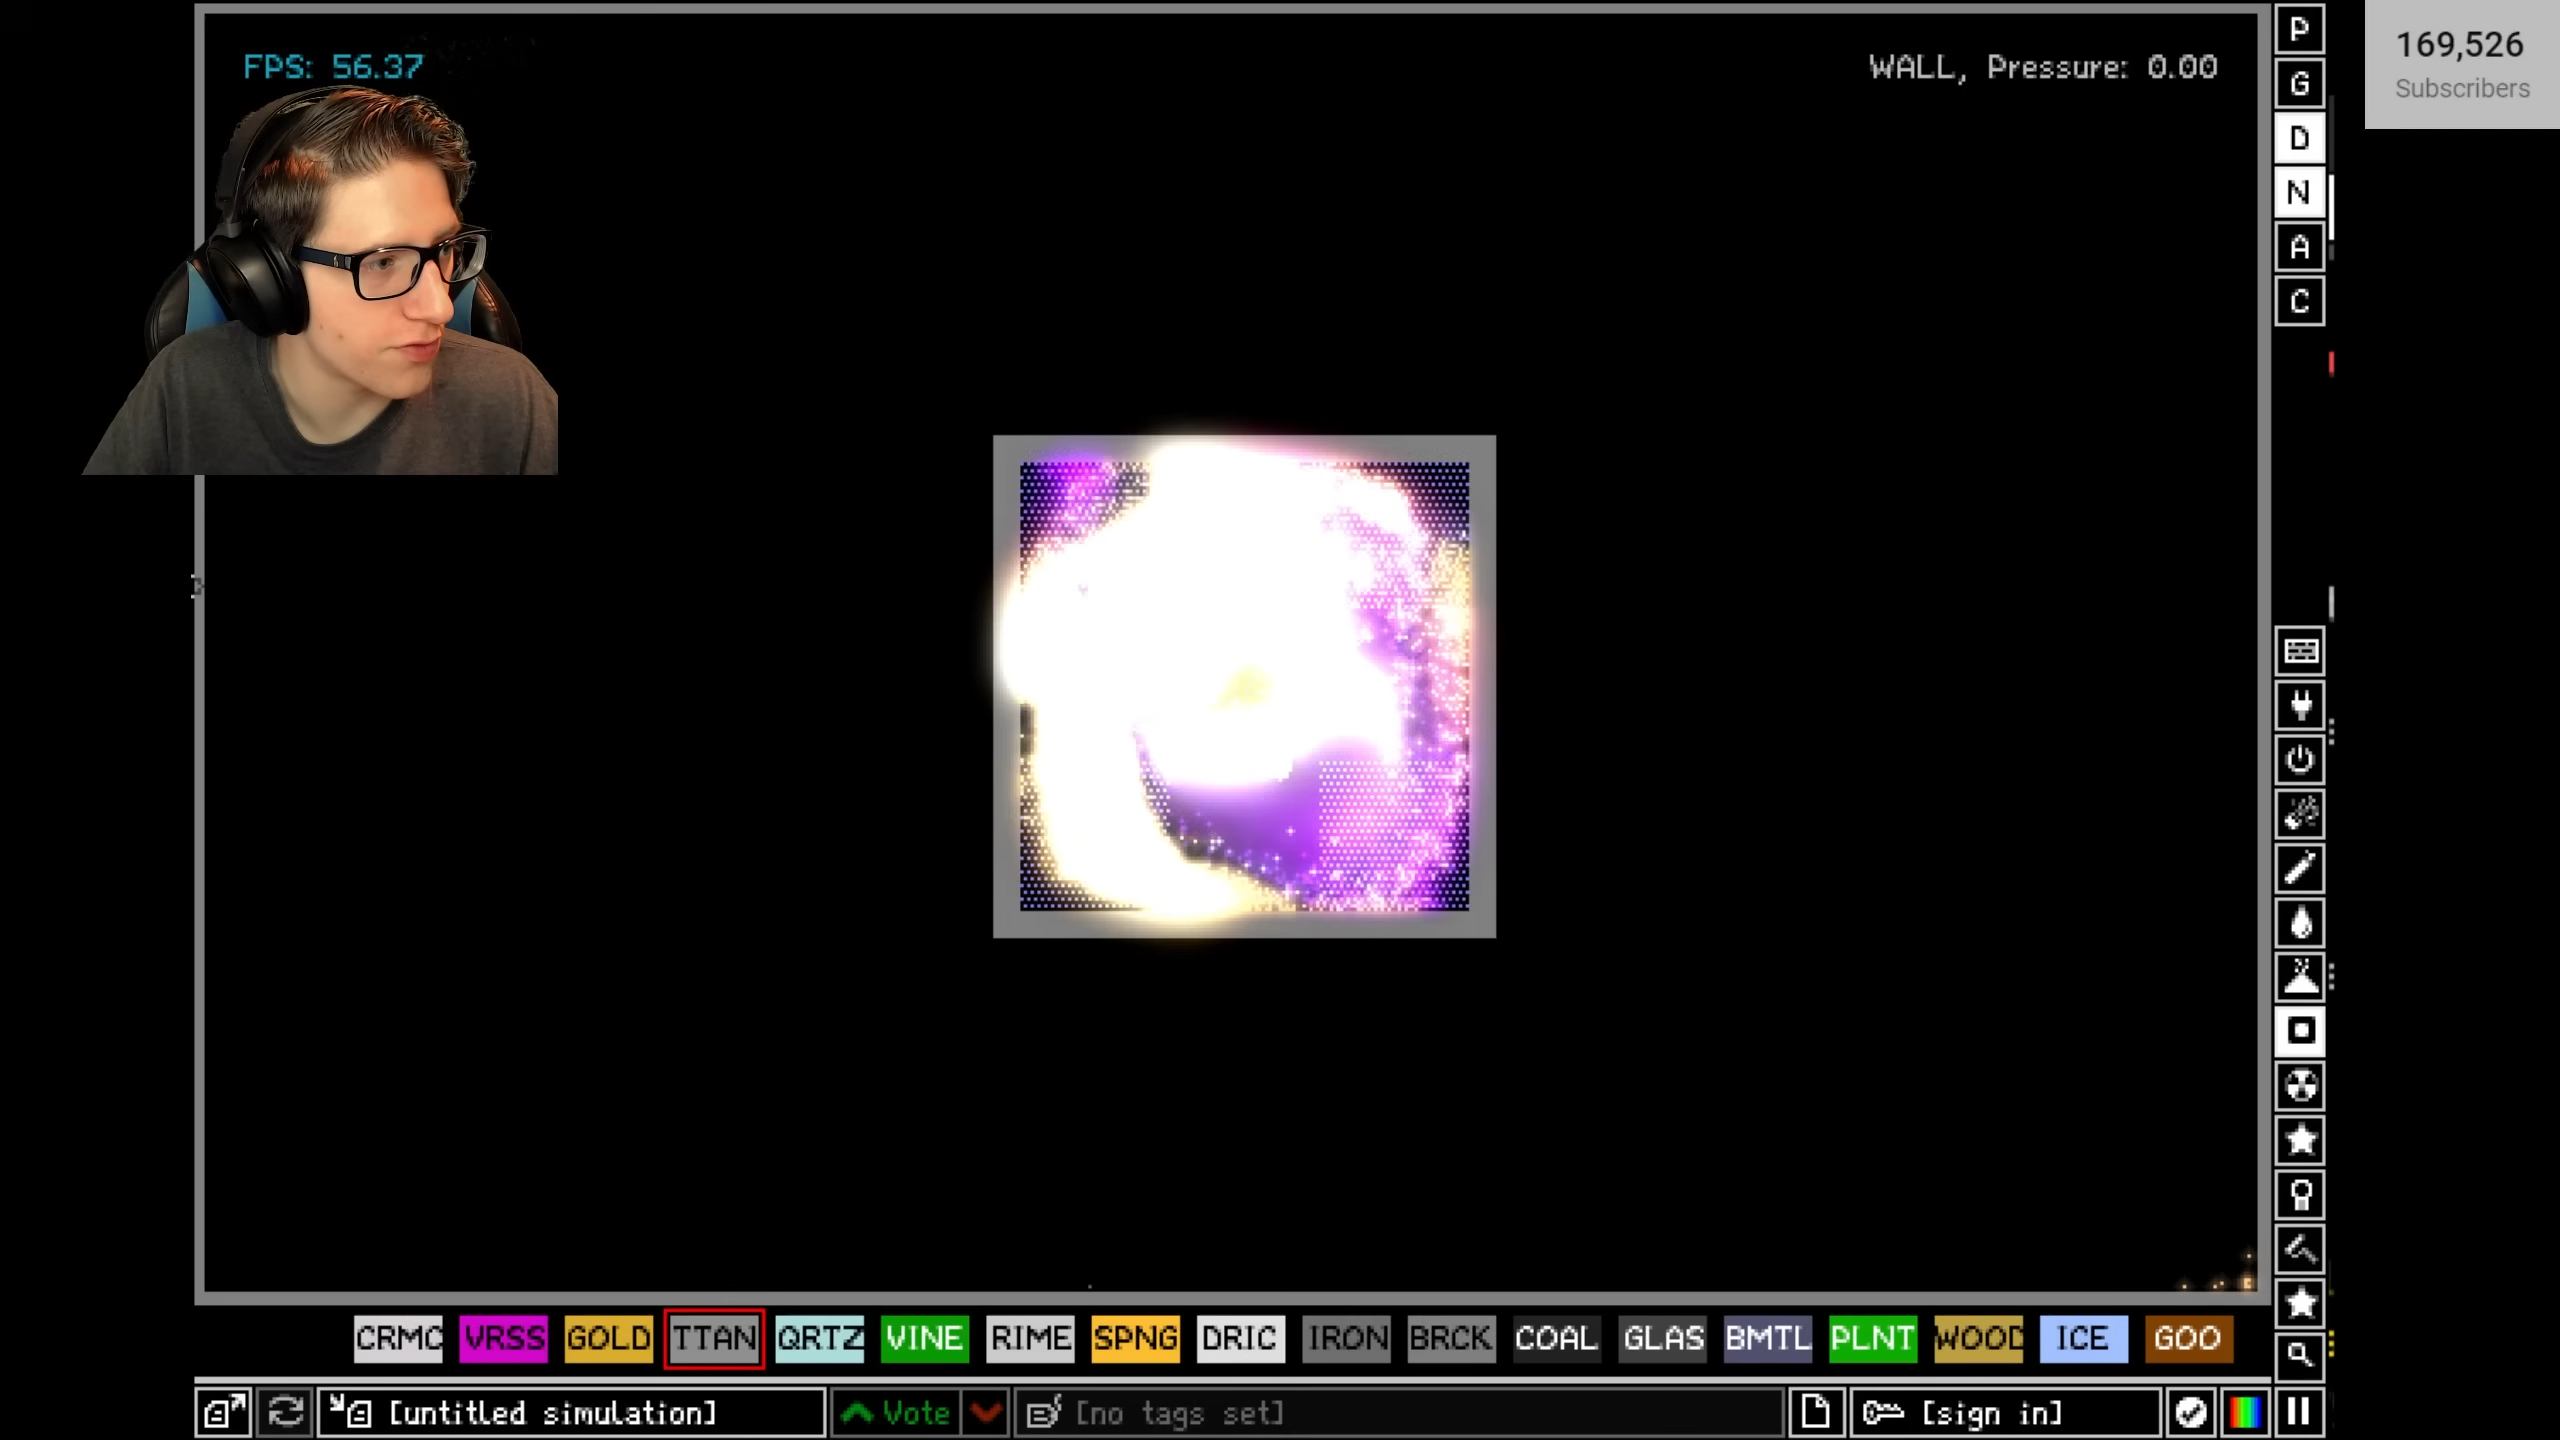 FPS: 56.37
WALL, Pressure: 0.00
169,526
Subscribers
P
G
D
N
A
C
CRMC VRSS GOLD TTAN QRTZ VINE RIME SPNG DRIC IRON BRCK COAL GLAS BMTL PLNT WOOD ICE GOO
[untitled simulation] Vote [no tags set] [sign in]